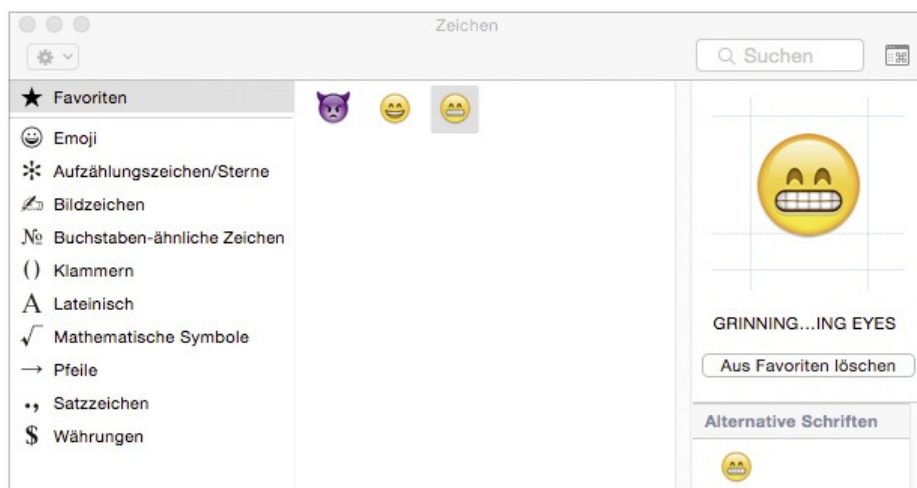 Zeichen
Suchen
Favoriten
Emoji
Aufzählungszeichen/Sterne
Bildzeichen
Buchstaben-ähnliche Zeichen
Klammern
Lateinisch
Mathematische Symbole
Pfeile
Satzzeichen
Währungen
GRINNING...ING EYES
Aus Favoriten löschen
Alternative Schriften